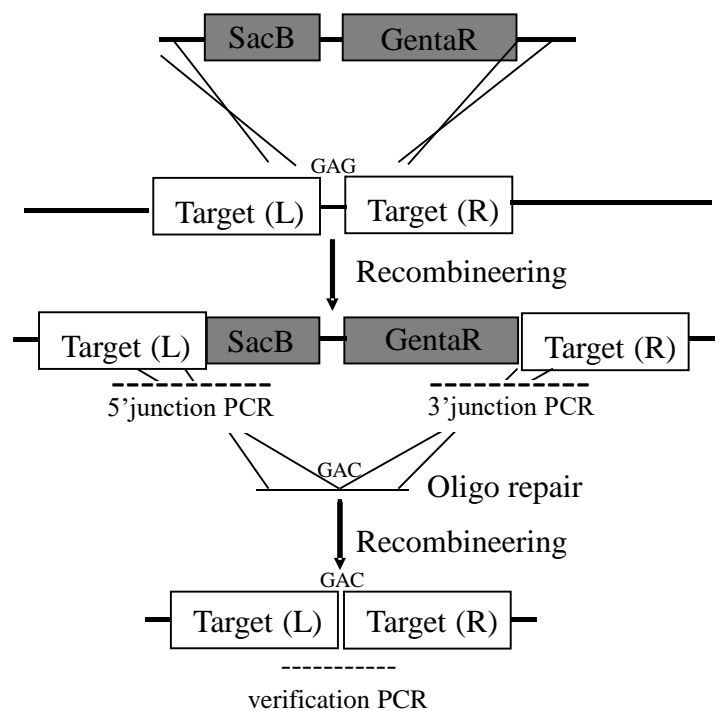 SacB GentaR
GAG
Target (L) Target (R)
Recombineering
Target (L) SacB GentaR Target (R)
5'junction PCR 3'junction PCR
GAC
Oligo repair
Recombineering
GAC
Target (L) Target (R)
verification PCR